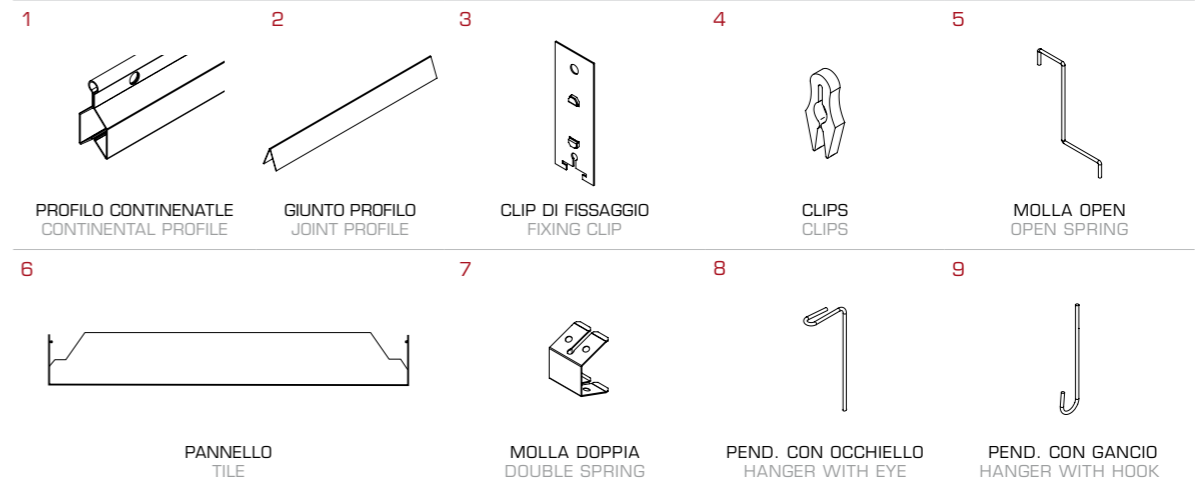 1
2
3
4
5
PROFILO CONTINENATLE
CONTINENTAL PROFILE
GIUNTO PROFILO
JOINT PROFILE
CLIP DI FISSAGGIO
FIXING CLIP
CLIPS
CLIPS
MOLLA OPEN
OPEN SPRING
6
7
8
9
PANNELLO
TILE
MOLLA DOPPIA
DOUBLE SPRING
PEND. CON OCCHIELLO
HANGER WITH EYE
PEND. CON GANCIO
HANGER WITH HOOK